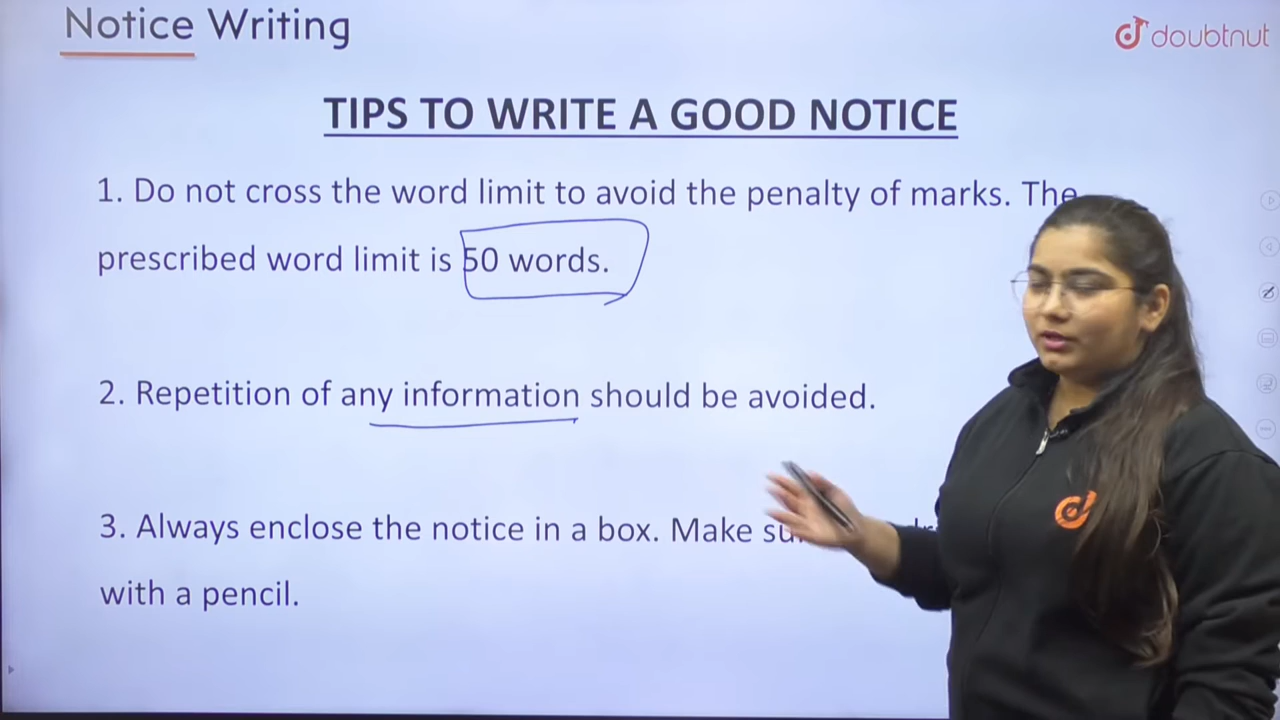 Notice Writing
doubtnut
TIPS TO WRITE A GOOD NOTICE
1. Do not cross the word limit to avoid the penalty of marks. The
prescribed word limit is 50 words.
2. Repetition of any information should be avoided.
3. Always enclose the notice in a box. Make
with a pencil.